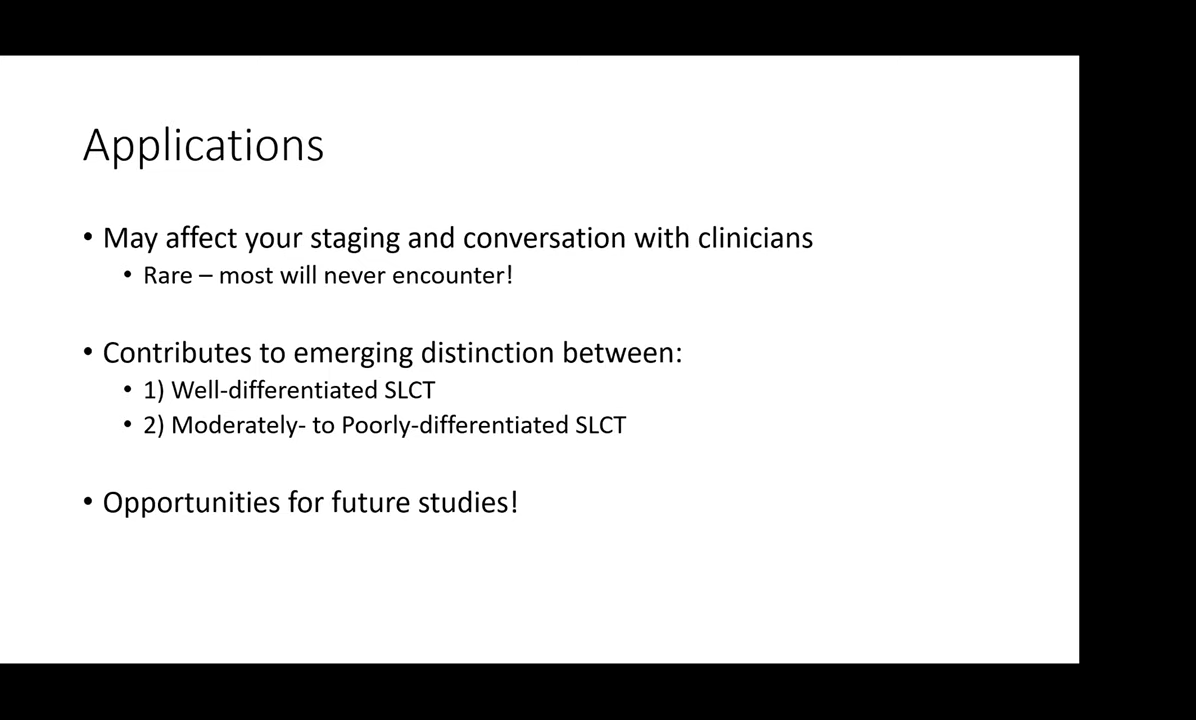 Applications
• May affect your staging and conversation with clinicians
• Rare – most will never encounter!
• Contributes to emerging distinction between:
• 1) Well-differentiated SLCT
• 2) Moderately- to Poorly-differentiated SLCT
• Opportunities for future studies!